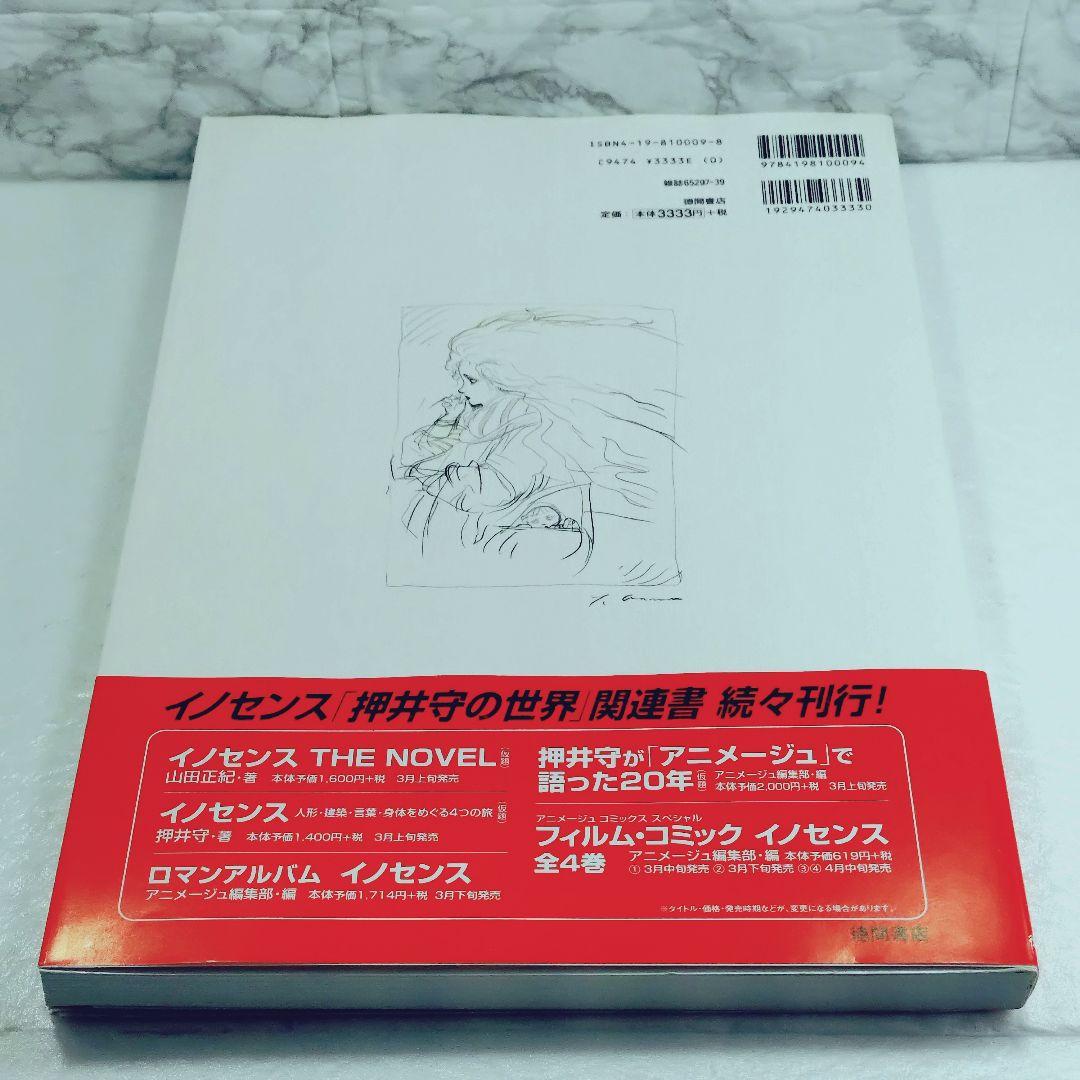 ISBN4-19-810009-8
C9474 ¥3333E (0)
9784198100094
雑誌65297-39
徳間書店
定価：本体3333円+税
1929474033330
イノセンス「押井守の世界」関連書 続々刊行！
イノセンス THE NOVEL（仮題）
山田正紀・著 本体予価1,600円+税 3月上旬発売
イノセンス 人形・建築・言葉・身体をめぐる4つの旅（仮題）
押井守・著 本体予価1,400円+税 3月上旬発売
ロマンアルバム イノセンス
アニメージュ編集部・編 本体予価1,714円+税 3月下旬発売
押井守が「アニメージュ」で
語った20年（仮題） アニメージュ編集部・編
本体予価2,000円+税 3月上旬発売
アニメージュ コミックス スペシャル
フィルム・コミック イノセンス
全4巻 アニメージュ編集部・編 本体予価619円+税
①3月中旬発売 ②3月下旬発売 ③④4月中旬発売
※タイトル・価格・発売時期などが、変更になる場合があります。
徳間書店